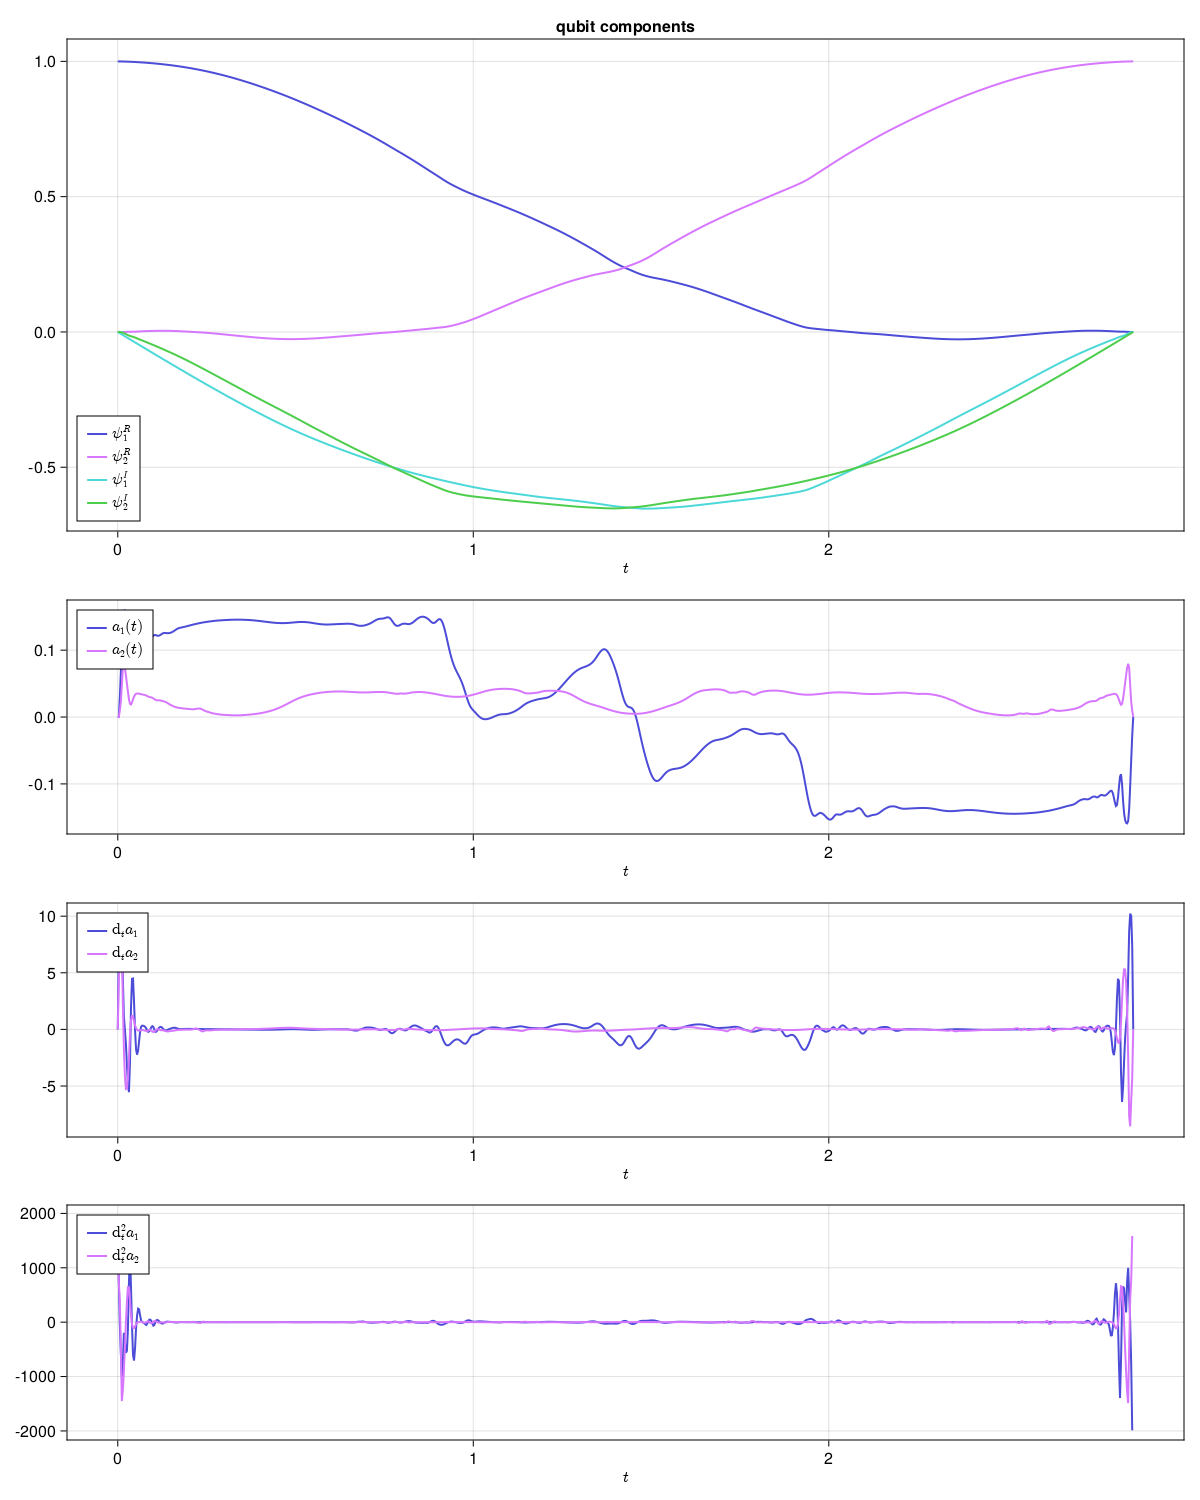 qubit components
1.0
0.5
0.0
-0.5
ψ₁ᴿ
ψ₂ᴿ
ψ₁ᴵ
ψ₂ᴵ
0 1 2
t
0.1
0.0
-0.1
a₁(t)
a₂(t)
0 1 2
t
10
5
0
-5
dₜa₁
dₜa₂
0 1 2
t
2000
1000
0
-1000
-2000
d²ₜa₁
d²ₜa₂
0 1 2
t